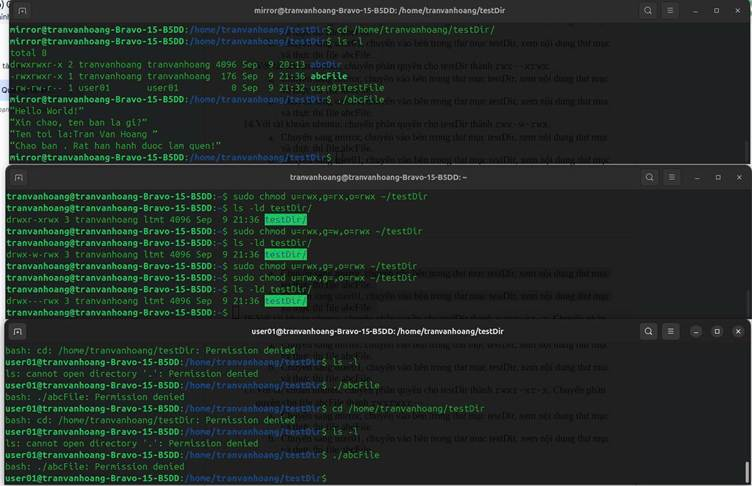 mirror@tranvanhoang-Bravo-15-B5DD: /home/tranvanhoang/testDir
mirror@tranvanhoang-Bravo-15-B5DD:/home/tranvanhoang/testDir$ cd /home/tranvanhoang/testDir/
mirror@tranvanhoang-Bravo-15-B5DD:/home/tranvanhoang/testDir$ ls -l
total 8
drwxrwxr-x 2 tranvanhoang tranvanhoang 4096 Sep 9 20:13 abcDir
-rwxrwxr-x 1 tranvanhoang tranvanhoang 176 Sep 9 21:36 abcFile
-rw-rw-r-- 1 user01 user01 0 Sep 9 21:32 user01TestFile
mirror@tranvanhoang-Bravo-15-B5DD:/home/tranvanhoang/testDir$ ./abcFile
“Hello World!”
“Xin chao, ten ban la gi?”
“Ten toi la:Tran Van Hoang ”
“Chao ban . Rat han hanh duoc lam quen!”
mirror@tranvanhoang-Bravo-15-B5DD:/home/tranvanhoang/testDir$
tranvanhoang@tranvanhoang-Bravo-15-B5DD: ~
tranvanhoang@tranvanhoang-Bravo-15-B5DD:~$ sudo chmod u=rwx,g=rx,o=rwx ~/testDir
tranvanhoang@tranvanhoang-Bravo-15-B5DD:~$ ls -ld testDir/
drwxr-xrwx 3 tranvanhoang ltmt 4096 Sep 9 21:36 testDir/
tranvanhoang@tranvanhoang-Bravo-15-B5DD:~$ sudo chmod u=rwx,g=w,o=rwx ~/testDir
tranvanhoang@tranvanhoang-Bravo-15-B5DD:~$ ls -ld testDir/
drwx-w-rwx 3 tranvanhoang ltmt 4096 Sep 9 21:36 testDir/
tranvanhoang@tranvanhoang-Bravo-15-B5DD:~$ sudo chmod u=rwx,g=,o=rwx ~/testDir
tranvanhoang@tranvanhoang-Bravo-15-B5DD:~$ sudo chmod u=rwx,g=,o=rwx ~/testDir
tranvanhoang@tranvanhoang-Bravo-15-B5DD:~$ ls -ld testDir/
drwx---rwx 3 tranvanhoang ltmt 4096 Sep 9 21:36 testDir/
tranvanhoang@tranvanhoang-Bravo-15-B5DD:~$
user01@tranvanhoang-Bravo-15-B5DD: /home/tranvanhoang/testDir
bash: cd: /home/tranvanhoang/testDir: Permission denied
user01@tranvanhoang-Bravo-15-B5DD:/home/tranvanhoang/testDir$ ls -l
ls: cannot open directory '.': Permission denied
user01@tranvanhoang-Bravo-15-B5DD:/home/tranvanhoang/testDir$ ./abcFile
bash: ./abcFile: Permission denied
user01@tranvanhoang-Bravo-15-B5DD:/home/tranvanhoang/testDir$ cd /home/tranvanhoang/testDir
bash: cd: /home/tranvanhoang/testDir: Permission denied
user01@tranvanhoang-Bravo-15-B5DD:/home/tranvanhoang/testDir$ ls -l
ls: cannot open directory '.': Permission denied
user01@tranvanhoang-Bravo-15-B5DD:/home/tranvanhoang/testDir$ ./abcFile
bash: ./abcFile: Permission denied
user01@tranvanhoang-Bravo-15-B5DD:/home/tranvanhoang/testDir$